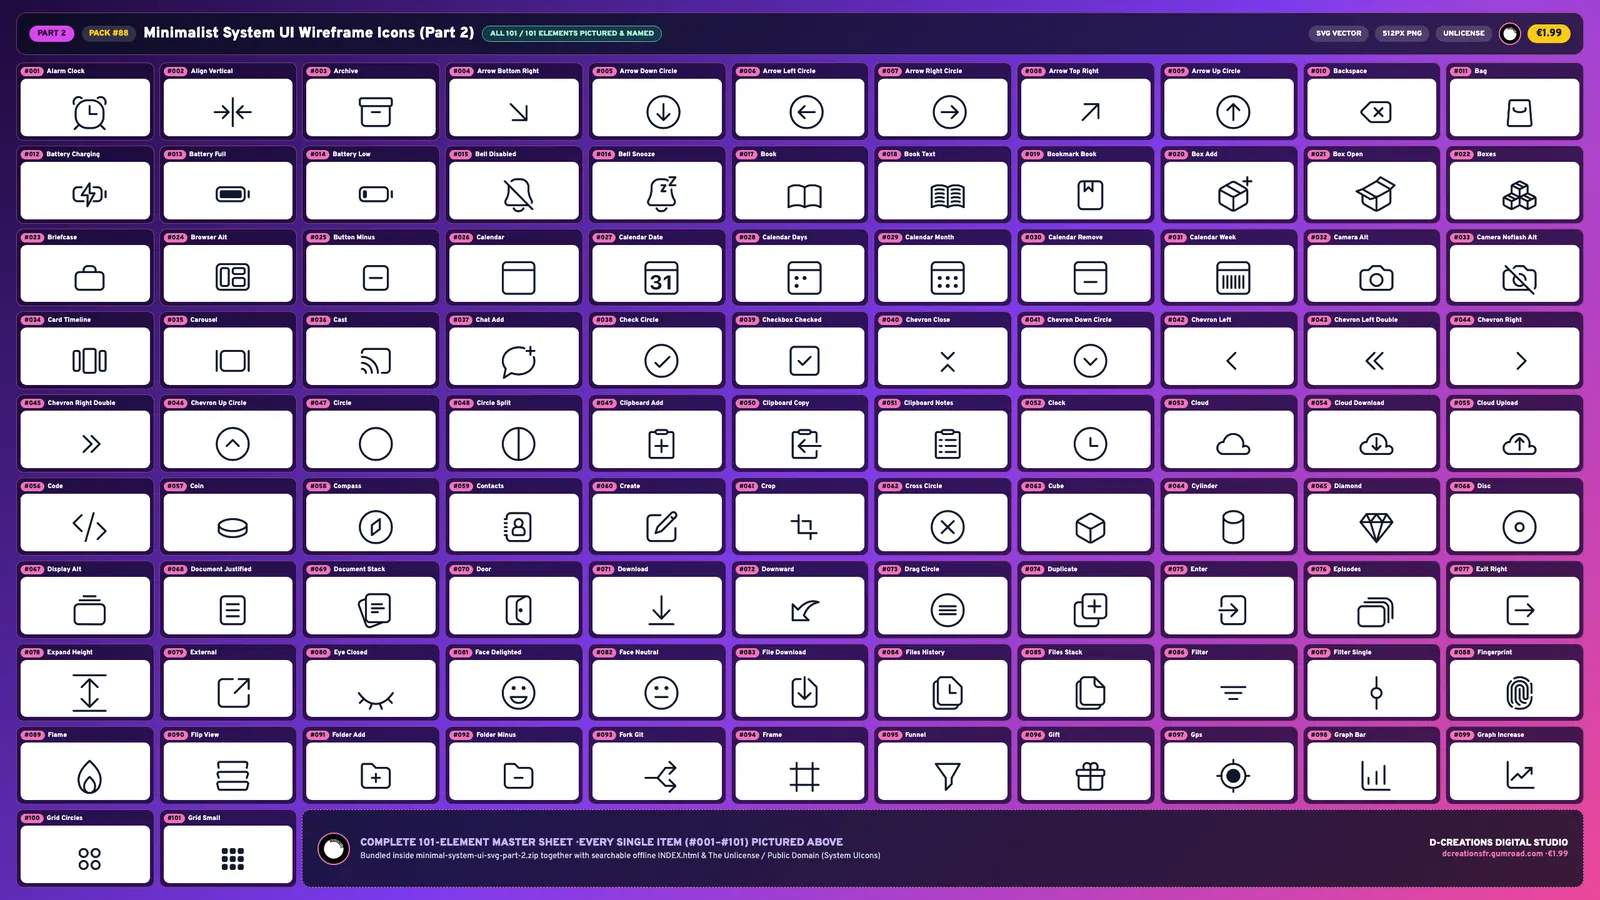 PART 2
PACK #88
Minimalist System UI Wireframe Icons (Part 2)
ALL 101 / 101 ELEMENTS PICTURED & NAMED
SVG VECTOR
512PX PNG
UNLICENSE
€1.99
#001 Alarm Clock
#002 Align Vertical
#003 Archive
#004 Arrow Bottom Right
#005 Arrow Down Circle
#006 Arrow Left Circle
#007 Arrow Right Circle
#008 Arrow Top Right
#009 Arrow Up Circle
#010 Backspace
#011 Bag
#012 Battery Charging
#013 Battery Full
#014 Battery Low
#015 Bell Disabled
#016 Bell Snooze
#017 Book
#018 Book Text
#019 Bookmark Book
#020 Box Add
#021 Box Open
#022 Boxes
#023 Briefcase
#024 Browser Alt
#025 Button Minus
#026 Calendar
#027 Calendar Date
31
#028 Calendar Days
#029 Calendar Month
#030 Calendar Remove
#031 Calendar Week
#032 Camera Alt
#033 Camera Noflash Alt
#034 Card Timeline
#035 Carousel
#036 Cast
#037 Chat Add
#038 Check Circle
#039 Checkbox Checked
#040 Chevron Close
#041 Chevron Down Circle
#042 Chevron Left
#043 Chevron Left Double
#044 Chevron Right
#045 Chevron Right Double
#046 Chevron Up Circle
#047 Circle
#048 Circle Split
#049 Clipboard Add
#050 Clipboard Copy
#051 Clipboard Notes
#052 Clock
#053 Cloud
#054 Cloud Download
#055 Cloud Upload
#056 Code
#057 Coin
#058 Compass
#059 Contacts
#060 Create
#061 Crop
#062 Cross Circle
#063 Cube
#064 Cylinder
#065 Diamond
#066 Disc
#067 Display Alt
#068 Document Justified
#069 Document Stack
#070 Door
#071 Download
#072 Downward
#073 Drag Circle
#074 Duplicate
#075 Enter
#076 Episodes
#077 Exit Right
#078 Expand Height
#079 External
#080 Eye Closed
#081 Face Delighted
#082 Face Neutral
#083 File Download
#084 Files History
#085 Files Stack
#086 Filter
#087 Filter Single
#088 Fingerprint
#089 Flame
#090 Flip View
#091 Folder Add
#092 Folder Minus
#093 Fork Git
#094 Frame
#095 Funnel
#096 Gift
#097 Gps
#098 Graph Bar
#099 Graph Increase
#100 Grid Circles
#101 Grid Small
COMPLETE 101-ELEMENT MASTER SHEET · EVERY SINGLE ITEM (#001–#101) PICTURED ABOVE
Bundled inside minimal-system-ui-svg-part-2.zip together with searchable offline INDEX.html & The Unlicense / Public Domain (System UIcons)
D-CREATIONS DIGITAL STUDIO
dcreationsfr.gumroad.com · €1.99